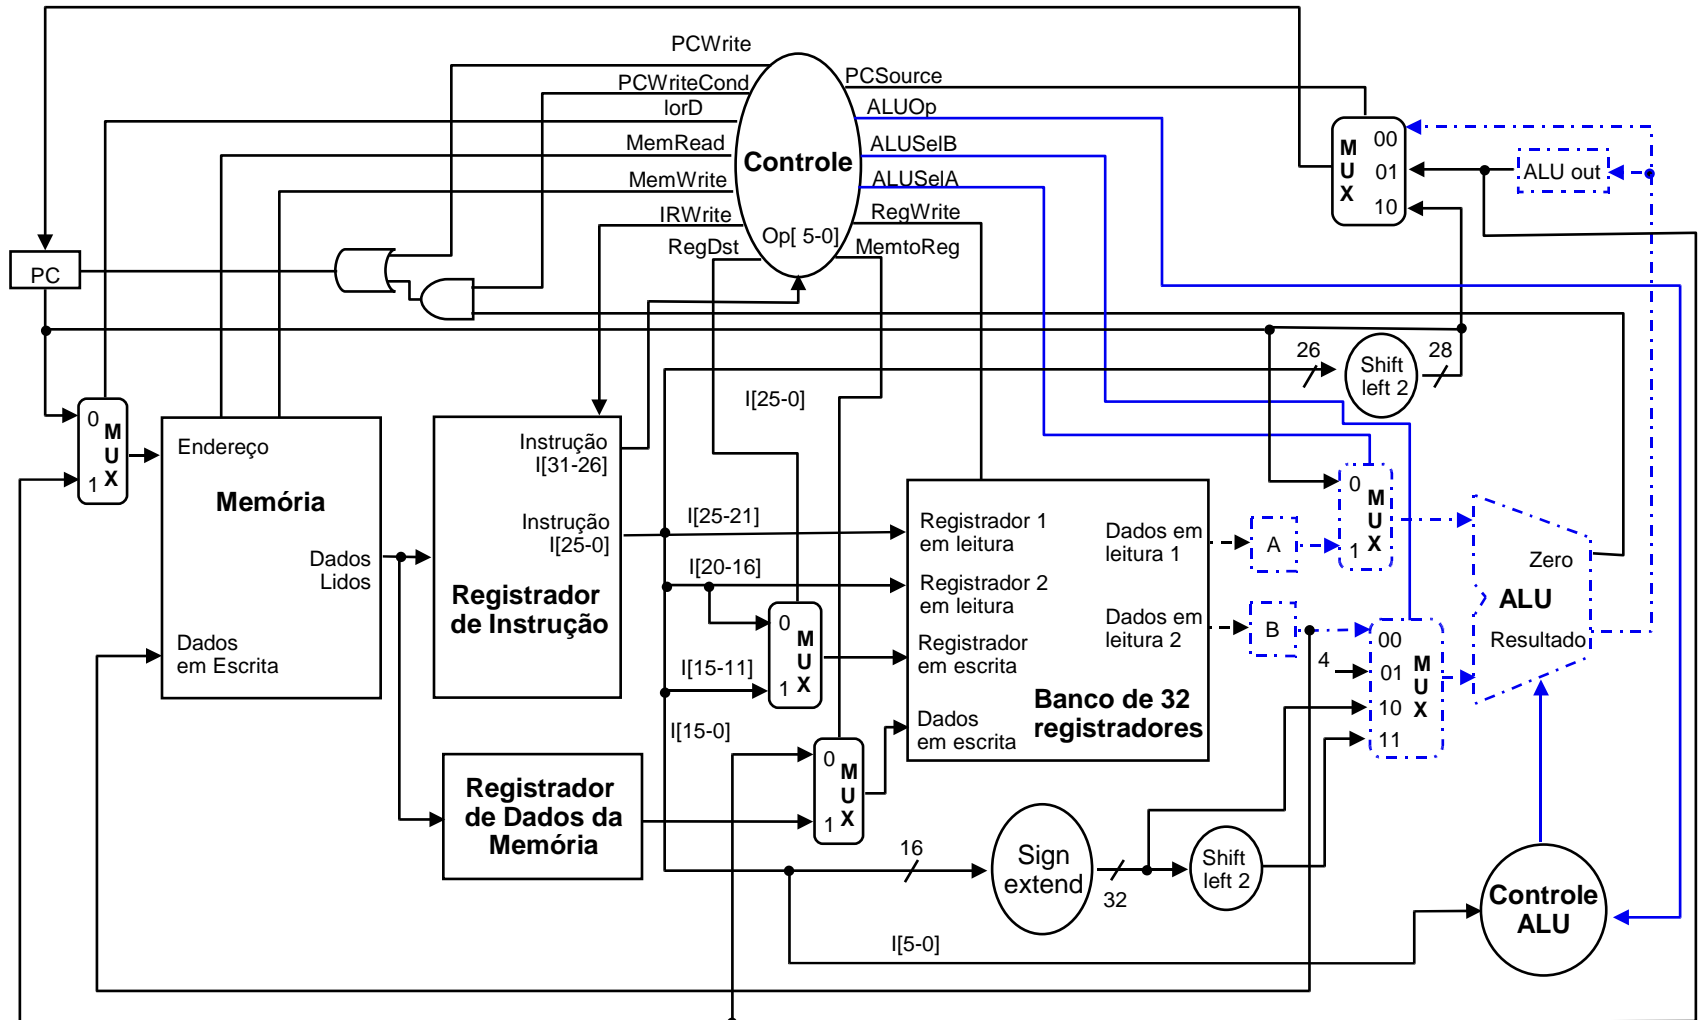 PCWrite
PCWriteCond
IorD
MemRead
MemWrite
IRWrite
RegDst
Controle
Op[ 5-0]
PCSource
ALUOp
ALUSelB
ALUSelA
RegWrite
MemtoReg
M
U
X
00
01
10
ALU out
PC
26
Shift
left 2
28
0
1
M
U
X
Endereço
Memória
Dados
Lidos
Dados
em Escrita
Instrução
I[31-26]
Instrução
I[25-0]
Registrador
de Instrução
I[25-0]
I[25-21]
I[20-16]
I[15-11]
I[15-0]
0
1
M
U
X
Registrador 1
em leitura
Registrador 2
em leitura
Registrador
em escrita
Dados
em escrita
Dados em
leitura 1
Dados em
leitura 2
Banco de 32
registradores
A
B
0
1
M
U
X
4
00
01
10
11
M
U
X
Zero
ALU
Resultado
Registrador
de Dados da
Memória
0
1
M
U
X
16
Sign
extend
32
Shift
left 2
I[5-0]
Controle
ALU